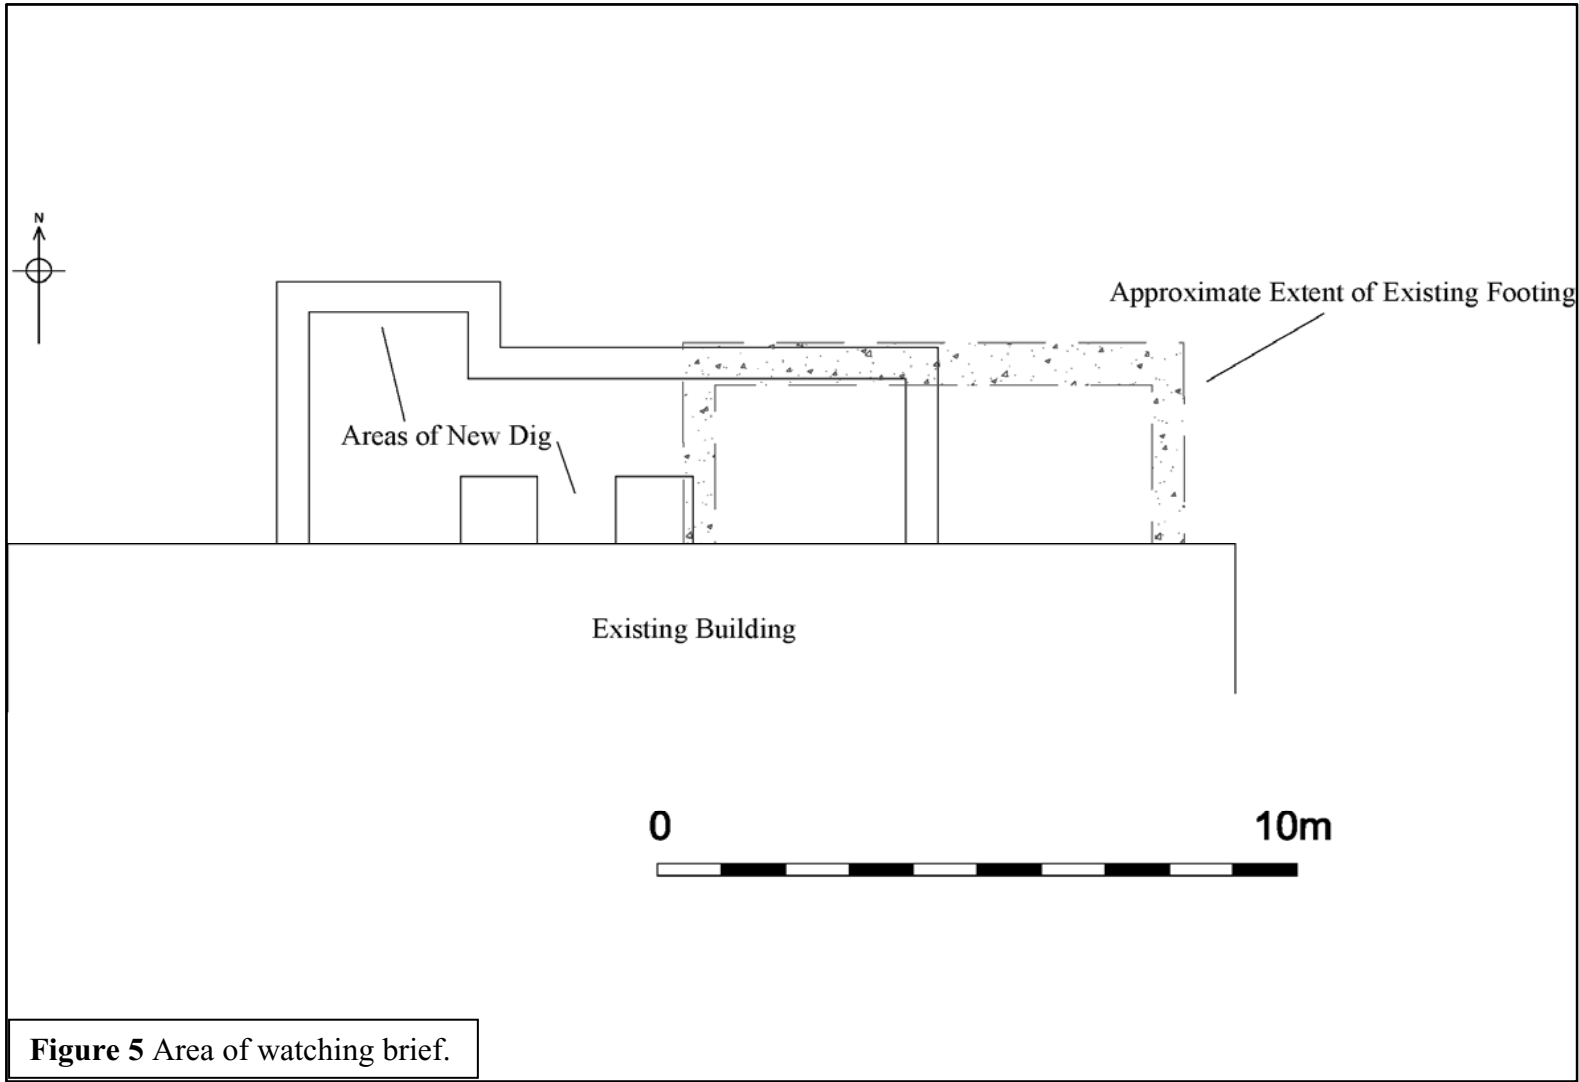 N
Approximate Extent of Existing Footing
Areas of New Dig
Existing Building
0 10m
Figure 5 Area of watching brief.